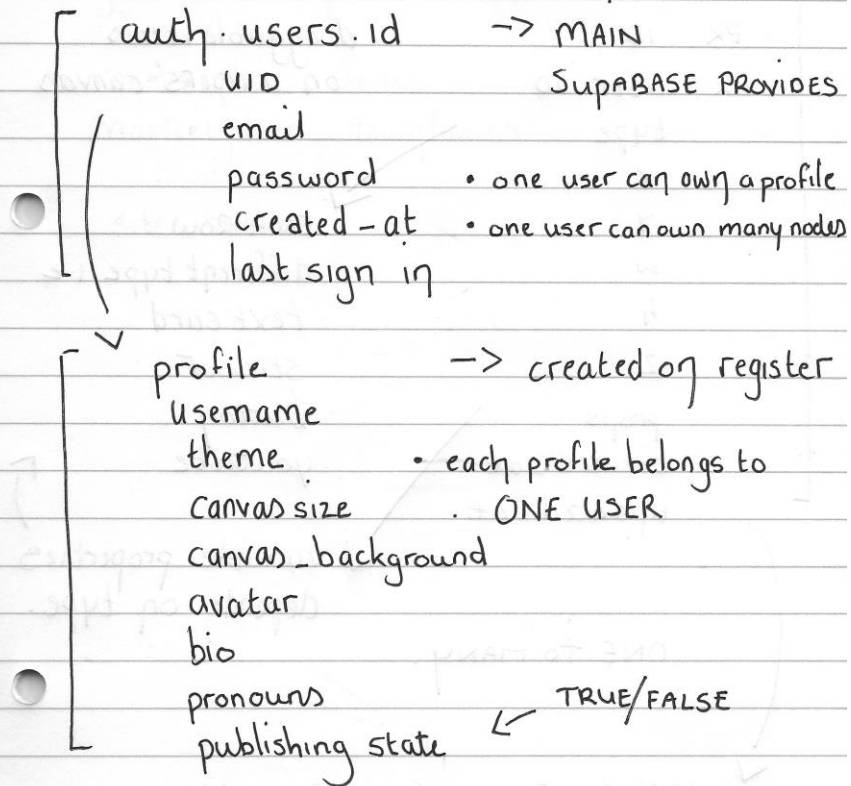 auth.users.id -> MAIN
UID SUPABASE PROVIDES
email
password • one user can own a profile
created-at • one user can own many nodes
last sign in
profile -> created on register
username
theme • each profile belongs to
canvas size . ONE USER
canvas_background
avatar
bio
pronouns TRUE/FALSE
publishing state